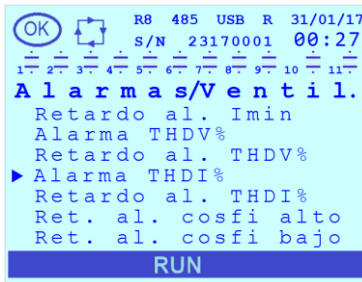 OK R8 485 USB R 31/01/17
S/N 23170001 00:27
1 2 3 4 5 6 7 8 9 10 11
Alarmas/Ventil.
Retardo al. Imin
Alarma THDV%
Retardo al. THDV%
Alarma THDI%
Retardo al. THDI%
Ret. al. cosfi alto
Ret. al. cosfi bajo
RUN